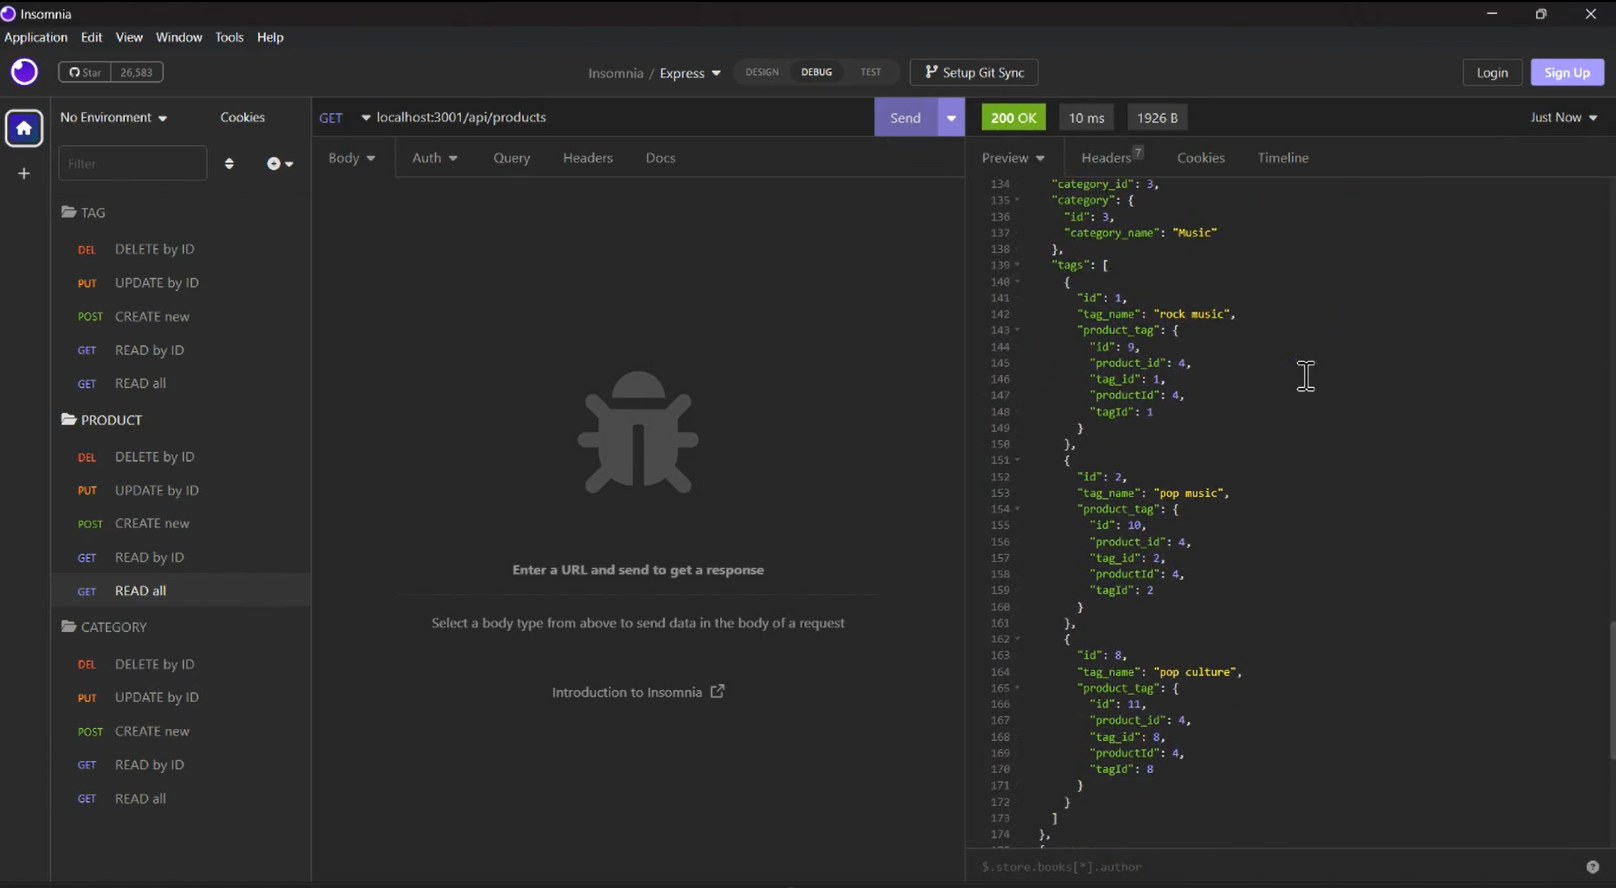 Insomnia
Application Edit View Window Tools Help
Star 26,583
Insomnia / Express
DESIGN DEBUG TEST
Setup Git Sync
Login
Sign Up
No Environment
Cookies
Filter
TAG
DEL DELETE by ID
PUT UPDATE by ID
POST CREATE new
GET READ by ID
GET READ all
PRODUCT
DEL DELETE by ID
PUT UPDATE by ID
POST CREATE new
GET READ by ID
GET READ all
CATEGORY
DEL DELETE by ID
PUT UPDATE by ID
POST CREATE new
GET READ by ID
GET READ all
GET localhost:3001/api/products
Send
Body Auth Query Headers Docs
Enter a URL and send to get a response
Select a body type from above to send data in the body of a request
Introduction to Insomnia
200 OK 10 ms 1926 B
Just Now
Preview Headers 7 Cookies Timeline
134 "category_id": 3,
135 "category": {
136 "id": 3,
137 "category_name": "Music"
138 },
139 "tags": [
140 {
141 "id": 1,
142 "tag_name": "rock music",
143 "product_tag": {
144 "id": 9,
145 "product_id": 4,
146 "tag_id": 1,
147 "productId": 4,
148 "tagId": 1
149 }
150 },
151 {
152 "id": 2,
153 "tag_name": "pop music",
154 "product_tag": {
155 "id": 10,
156 "product_id": 4,
157 "tag_id": 2,
158 "productId": 4,
159 "tagId": 2
160 }
161 },
162 {
163 "id": 8,
164 "tag_name": "pop culture",
165 "product_tag": {
166 "id": 11,
167 "product_id": 4,
168 "tag_id": 8,
169 "productId": 4,
170 "tagId": 8
171 }
172 }
173 ]
174 },
$.store.books[*].author